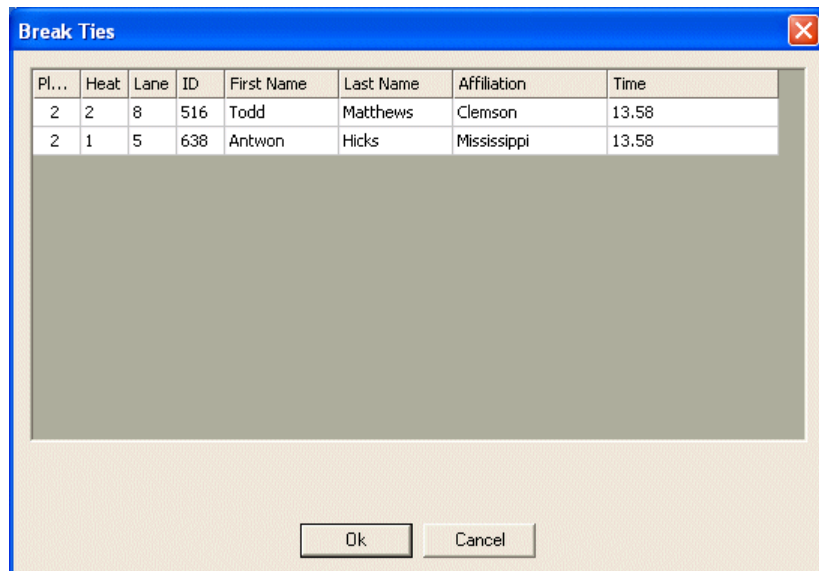 Break Ties
Pl... Heat Lane ID First Name Last Name Affiliation Time
2 2 8 516 Todd Matthews Clemson 13.58
2 1 5 638 Antwon Hicks Mississippi 13.58
Ok Cancel